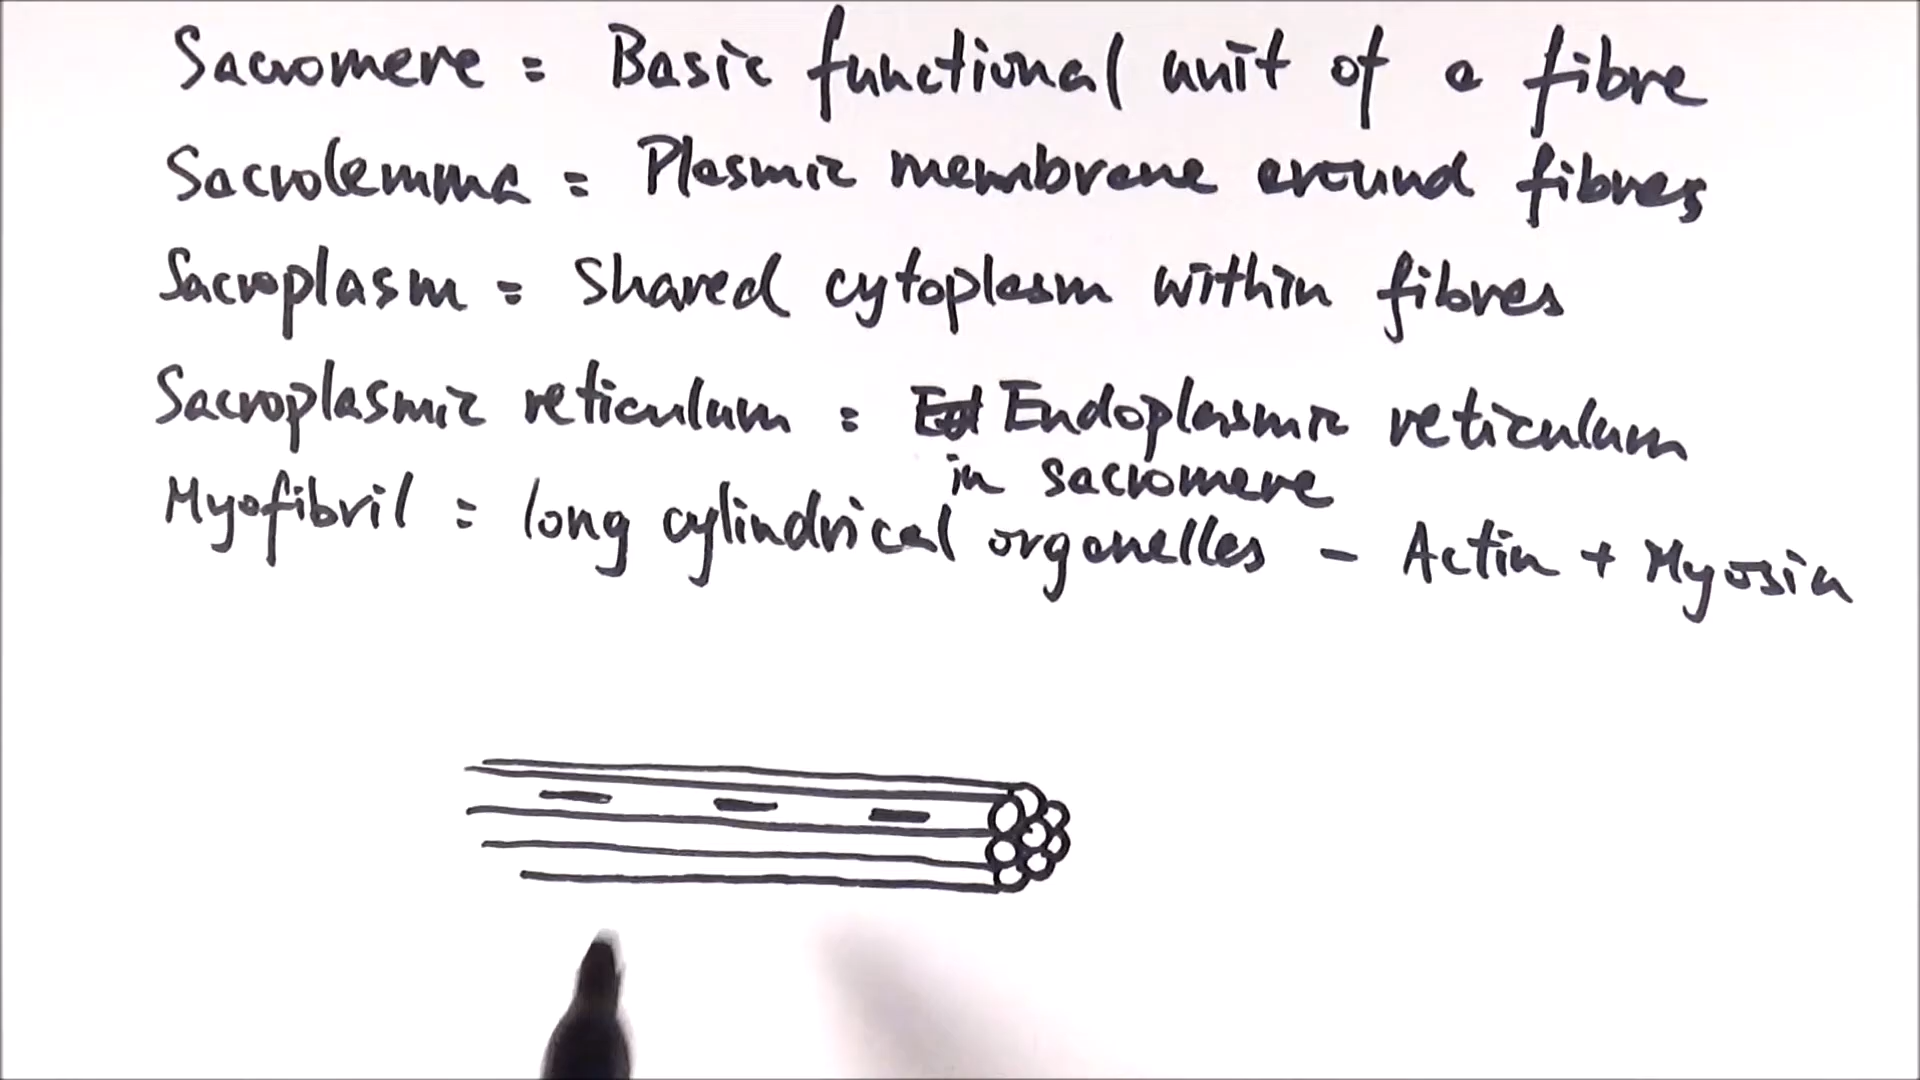 Sacromere = Basic functional unit of a fibre
Sacrolemma = Plasmic membrane around fibres
Sacroplasm = Shared cytoplasm within fibres
Sacroplasmic reticulum = Endoplasmic reticulum
in sacromere
Myofibril = long cylindrical organelles - Actin + Myosin